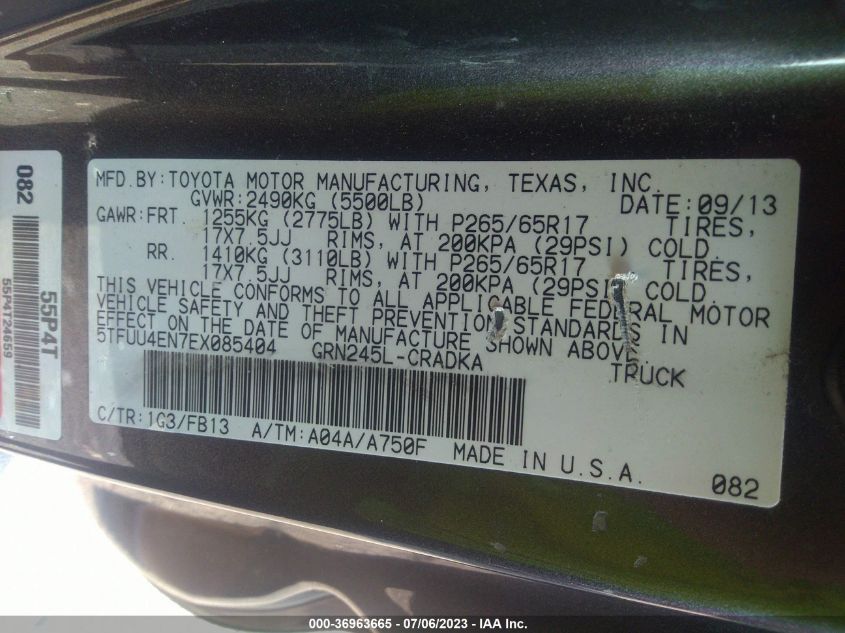 082
55P4T
55P4T24659
MFD.BY:TOYOTA MOTOR MANUFACTURING, TEXAS, INC.
GVWR:2490KG (5500LB) DATE:09/13
GAWR:FRT. 1255KG (2775LB) WITH P265/65R17 TIRES,
17X7.5JJ RIMS, AT 200KPA (29PSI) COLD.
RR. 1410KG (3110LB) WITH P265/65R17 TIRES,
17X7.5JJ RIMS, AT 200KPA (29PSI) COLD.
THIS VEHICLE CONFORMS TO ALL APPLICABLE FEDERAL MOTOR
VEHICLE SAFETY AND THEFT PREVENTION STANDARDS IN
EFFECT ON THE DATE OF MANUFACTURE SHOWN ABOVE.
5TFUU4EN7EX085404 GRN245L-CRADKA TRUCK
C/TR:1G3/FB13 A/TM:A04A/A750F MADE IN U.S.A.
082
000-36963665 - 07/06/2023 - IAA Inc.